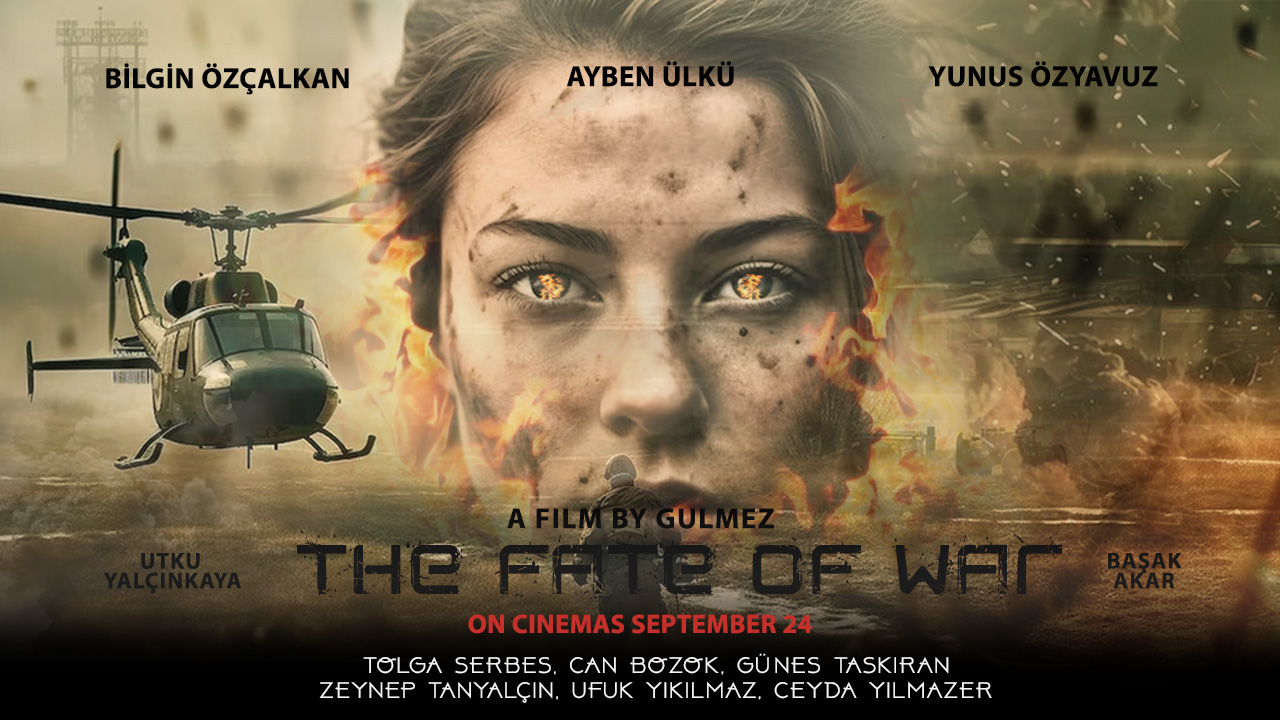 BİLGİN ÖZÇALKAN
AYBEN ÜLKÜ
YUNUS ÖZYAVUZ
A FILM BY GULMEZ
THE FATE OF WAR
UTKU
YALÇINKAYA
BAŞAK
AKAR
ON CINEMAS SEPTEMBER 24
TOLGA SERBES, CAN BOZOK, GÜNES TASKIRAN
ZEYNEP TANYALÇIN, UFUK YIKILMAZ, CEYDA YILMAZER